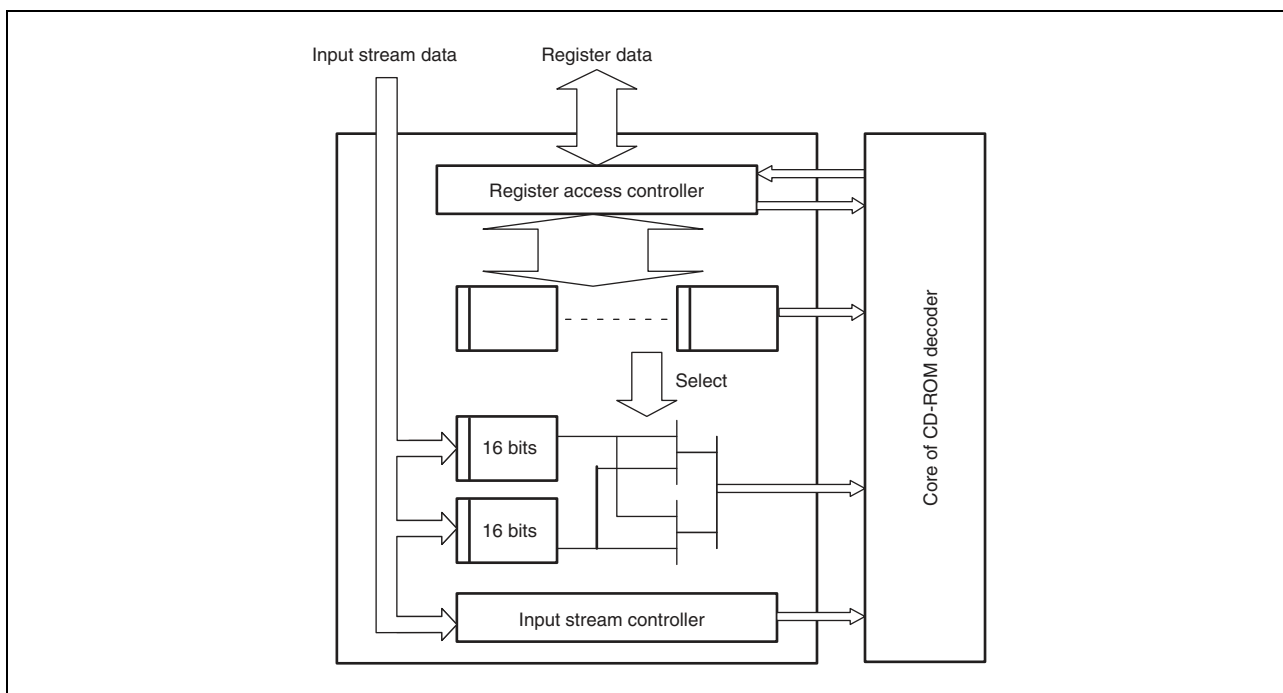 Input stream data
Register data
Register access controller
Select
16 bits
16 bits
Input stream controller
Core of CD-ROM decoder